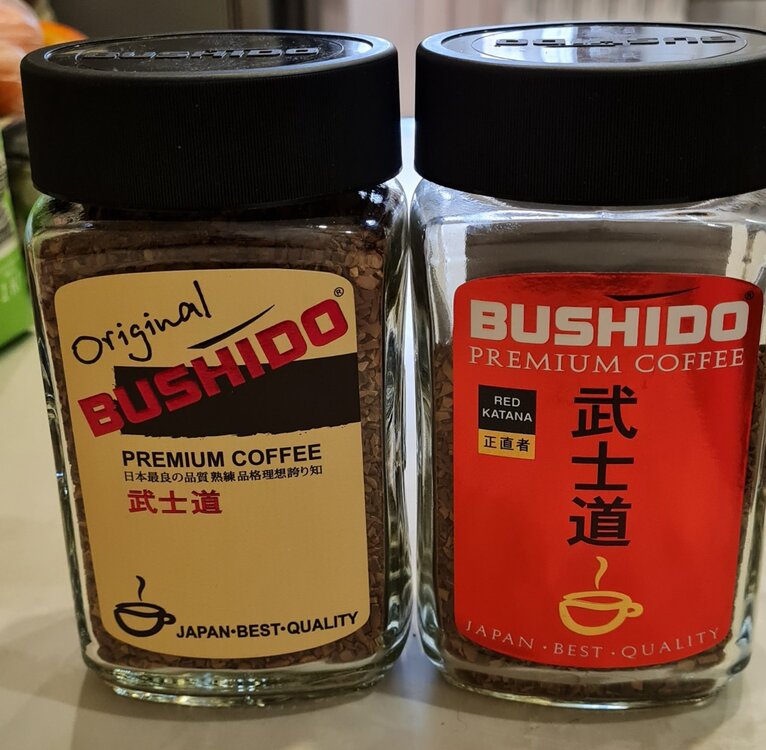 BUSHIDO
Original
BUSHIDO®
PREMIUM COFFEE
日本最良の品質 熟練 品格理想誇り知
武士道
JAPAN•BEST•QUALITY
BUSHIDO
BUSHIDO®
PREMIUM COFFEE
RED
KATANA
正直者
武士道
JAPAN • BEST • QUALITY